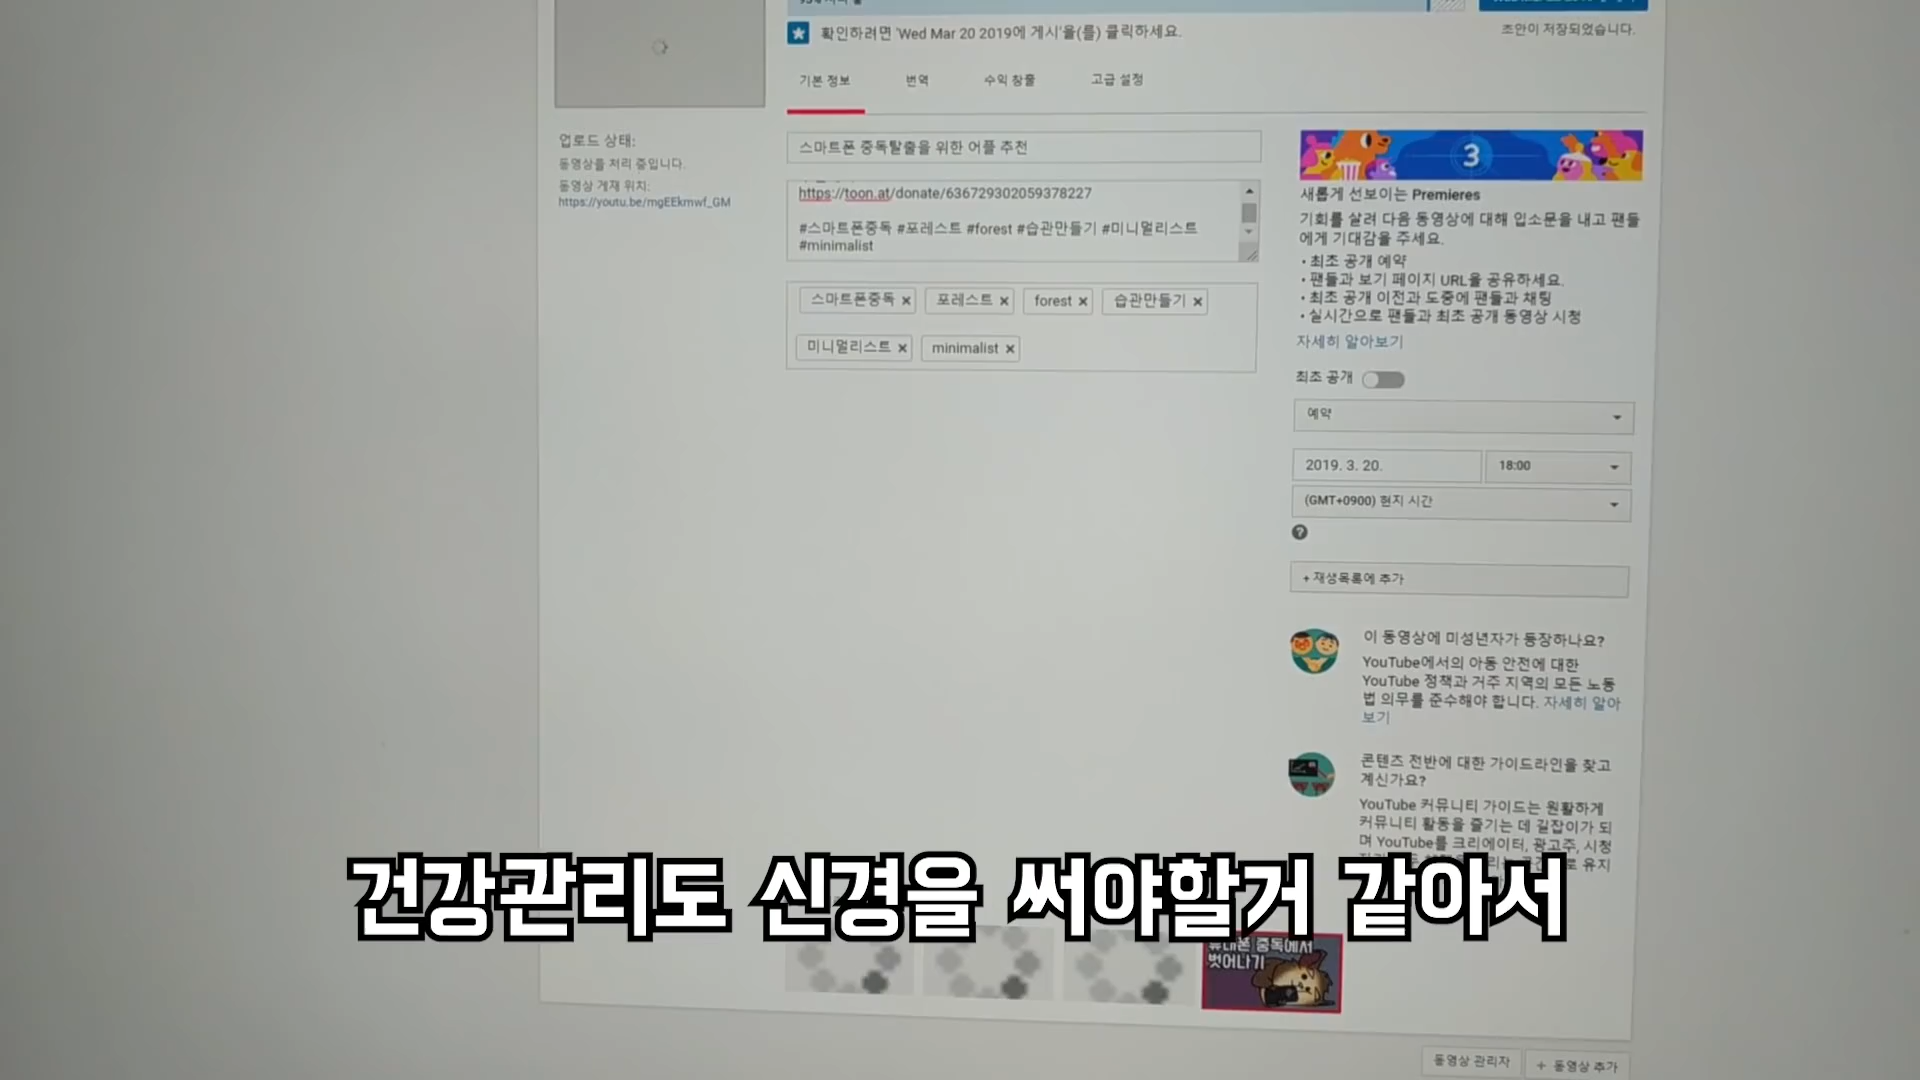 확인하려면 'Wed Mar 20 2019에 게시'을(를) 클릭하세요.
초안이 저장되었습니다.
기본 정보
번역
수익 창출
고급 설정
업로드 상태:
동영상을 처리 중입니다.
동영상 게재 위치:
https://youtu.be/mgEEkmwf_GM
스마트폰 중독탈출을 위한 어플 추천
https://toon.at/donate/636729302059378227
#스마트폰중독 #포레스트 #forest #습관만들기 #미니멀리스트
#minimalist
스마트폰중독 ×
포레스트 ×
forest ×
습관만들기 ×
미니멀리스트 ×
minimalist ×
3
새롭게 선보이는 Premieres
기회를 살려 다음 동영상에 대해 입소문을 내고 팬들
에게 기대감을 주세요.
• 최초 공개 예약
• 팬들과 보기 페이지 URL을 공유하세요.
• 최초 공개 이전과 도중에 팬들과 채팅
• 실시간으로 팬들과 최초 공개 동영상 시청
자세히 알아보기
최초 공개
예약
2019. 3. 20.
18:00
(GMT+0900) 현지 시간
?
+ 재생목록에 추가
이 동영상에 미성년자가 등장하나요?
YouTube에서의 아동 안전에 대한
YouTube 정책과 거주 지역의 모든 노동
법 의무를 준수해야 합니다. 자세히 알아
보기
콘텐츠 전반에 대한 가이드라인을 찾고
계신가요?
YouTube 커뮤니티 가이드는 원활하게
커뮤니티 활동을 즐기는 데 길잡이가 되
며 YouTube를 크리에이터, 광고주, 시청
유지
건강관리도 신경을 써야할거 같아서
휴대폰 중독에서
벗어나기
동영상 관리자
+ 동영상 추가